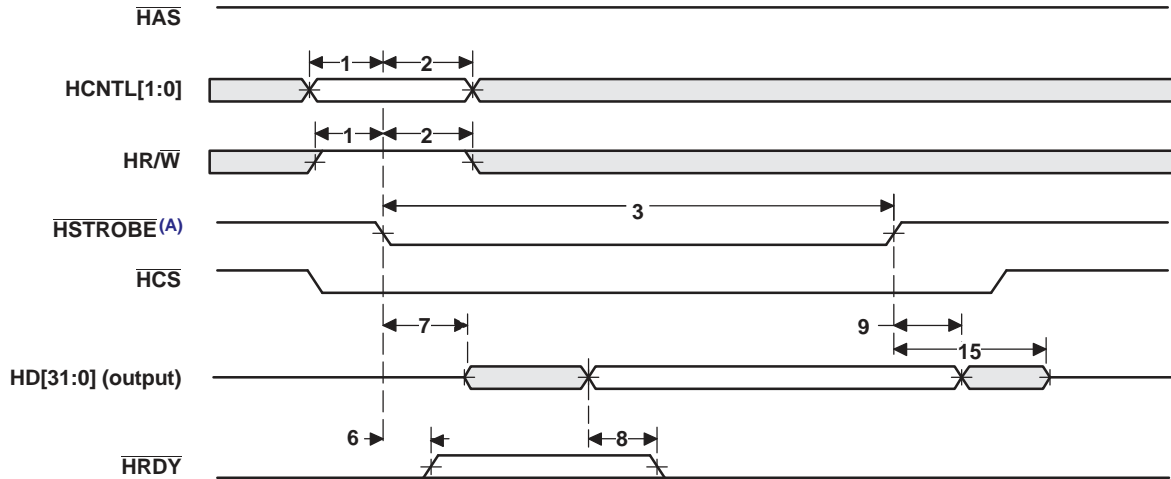 HAS
1 2
HCNTL[1:0]
1 2
HR/W
3
HSTROBE(A)
HCS
7 9
15
HD[31:0] (output)
6 8
HRDY